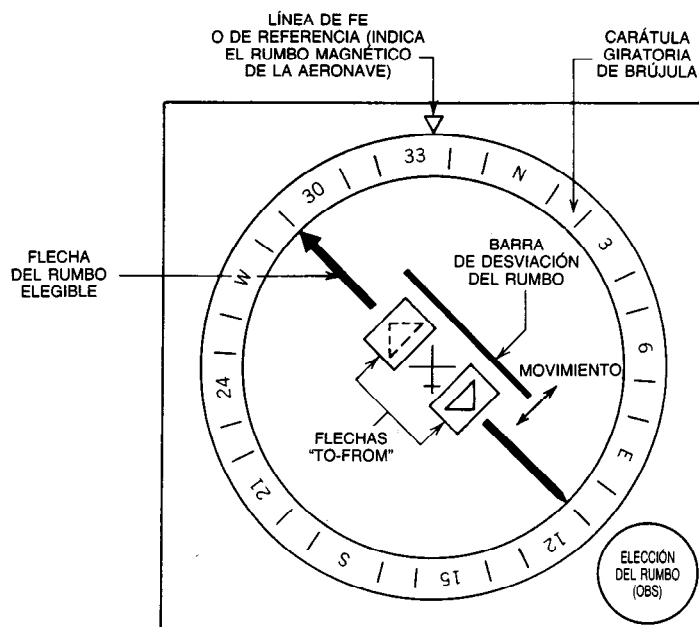 LÍNEA DE FE
O DE REFERENCIA (INDICA
EL RUMBO MAGNÉTICO
DE LA AERONAVE)
CARÁTULA
GIRATORIA
DE BRÚJULA
33
N
3
6
E
12
15
S
21
24
W
30
FLECHA
DEL RUMBO
ELEGIBLE
BARRA
DE DESVIACIÓN
DEL RUMBO
MOVIMIENTO
FLECHAS
"TO-FROM"
ELECCIÓN
DEL RUMBO
(OBS)